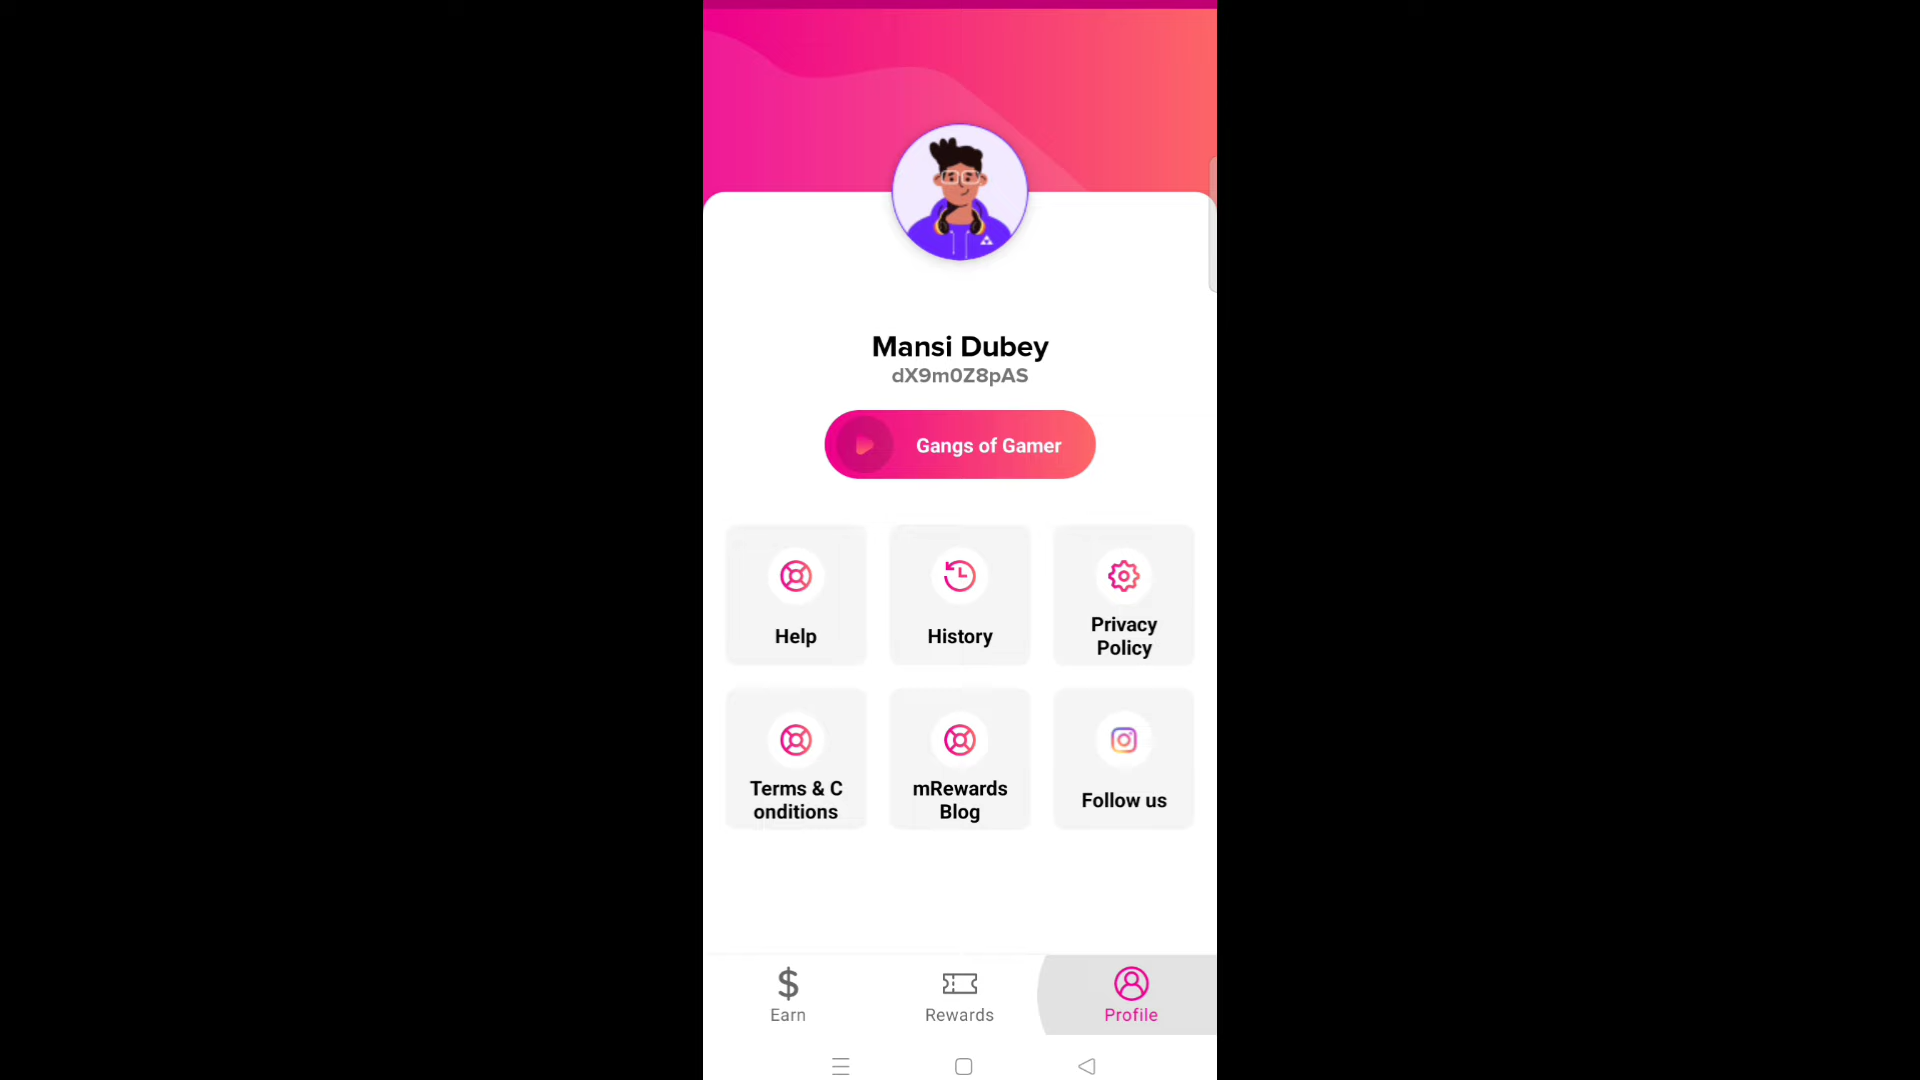 Mansi Dubey
dX9m0Z8pAS
Gangs of Gamer
Help
History
Privacy
Policy
Terms & C
onditions
mRewards
Blog
Follow us
$
Earn
Rewards
Profile